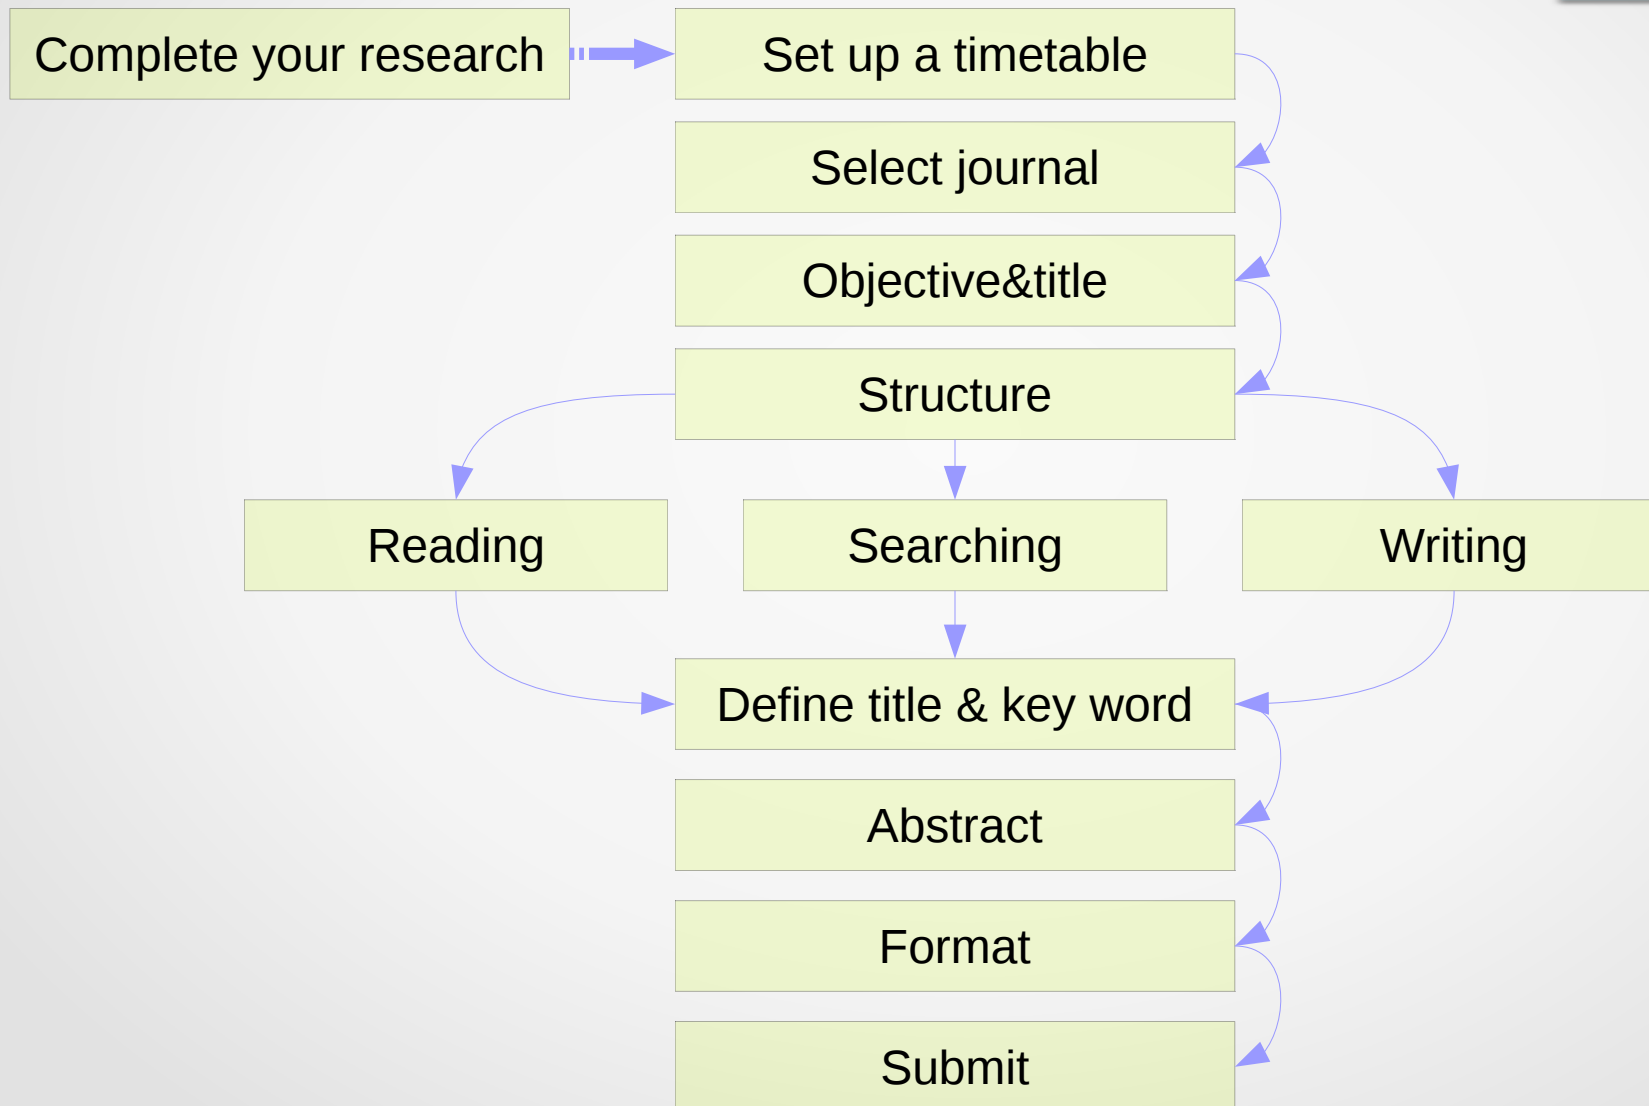 Complete your research
Set up a timetable
Select journal
Objective&title
Structure
Reading
Searching
Writing
Define title & key word
Abstract
Format
Submit